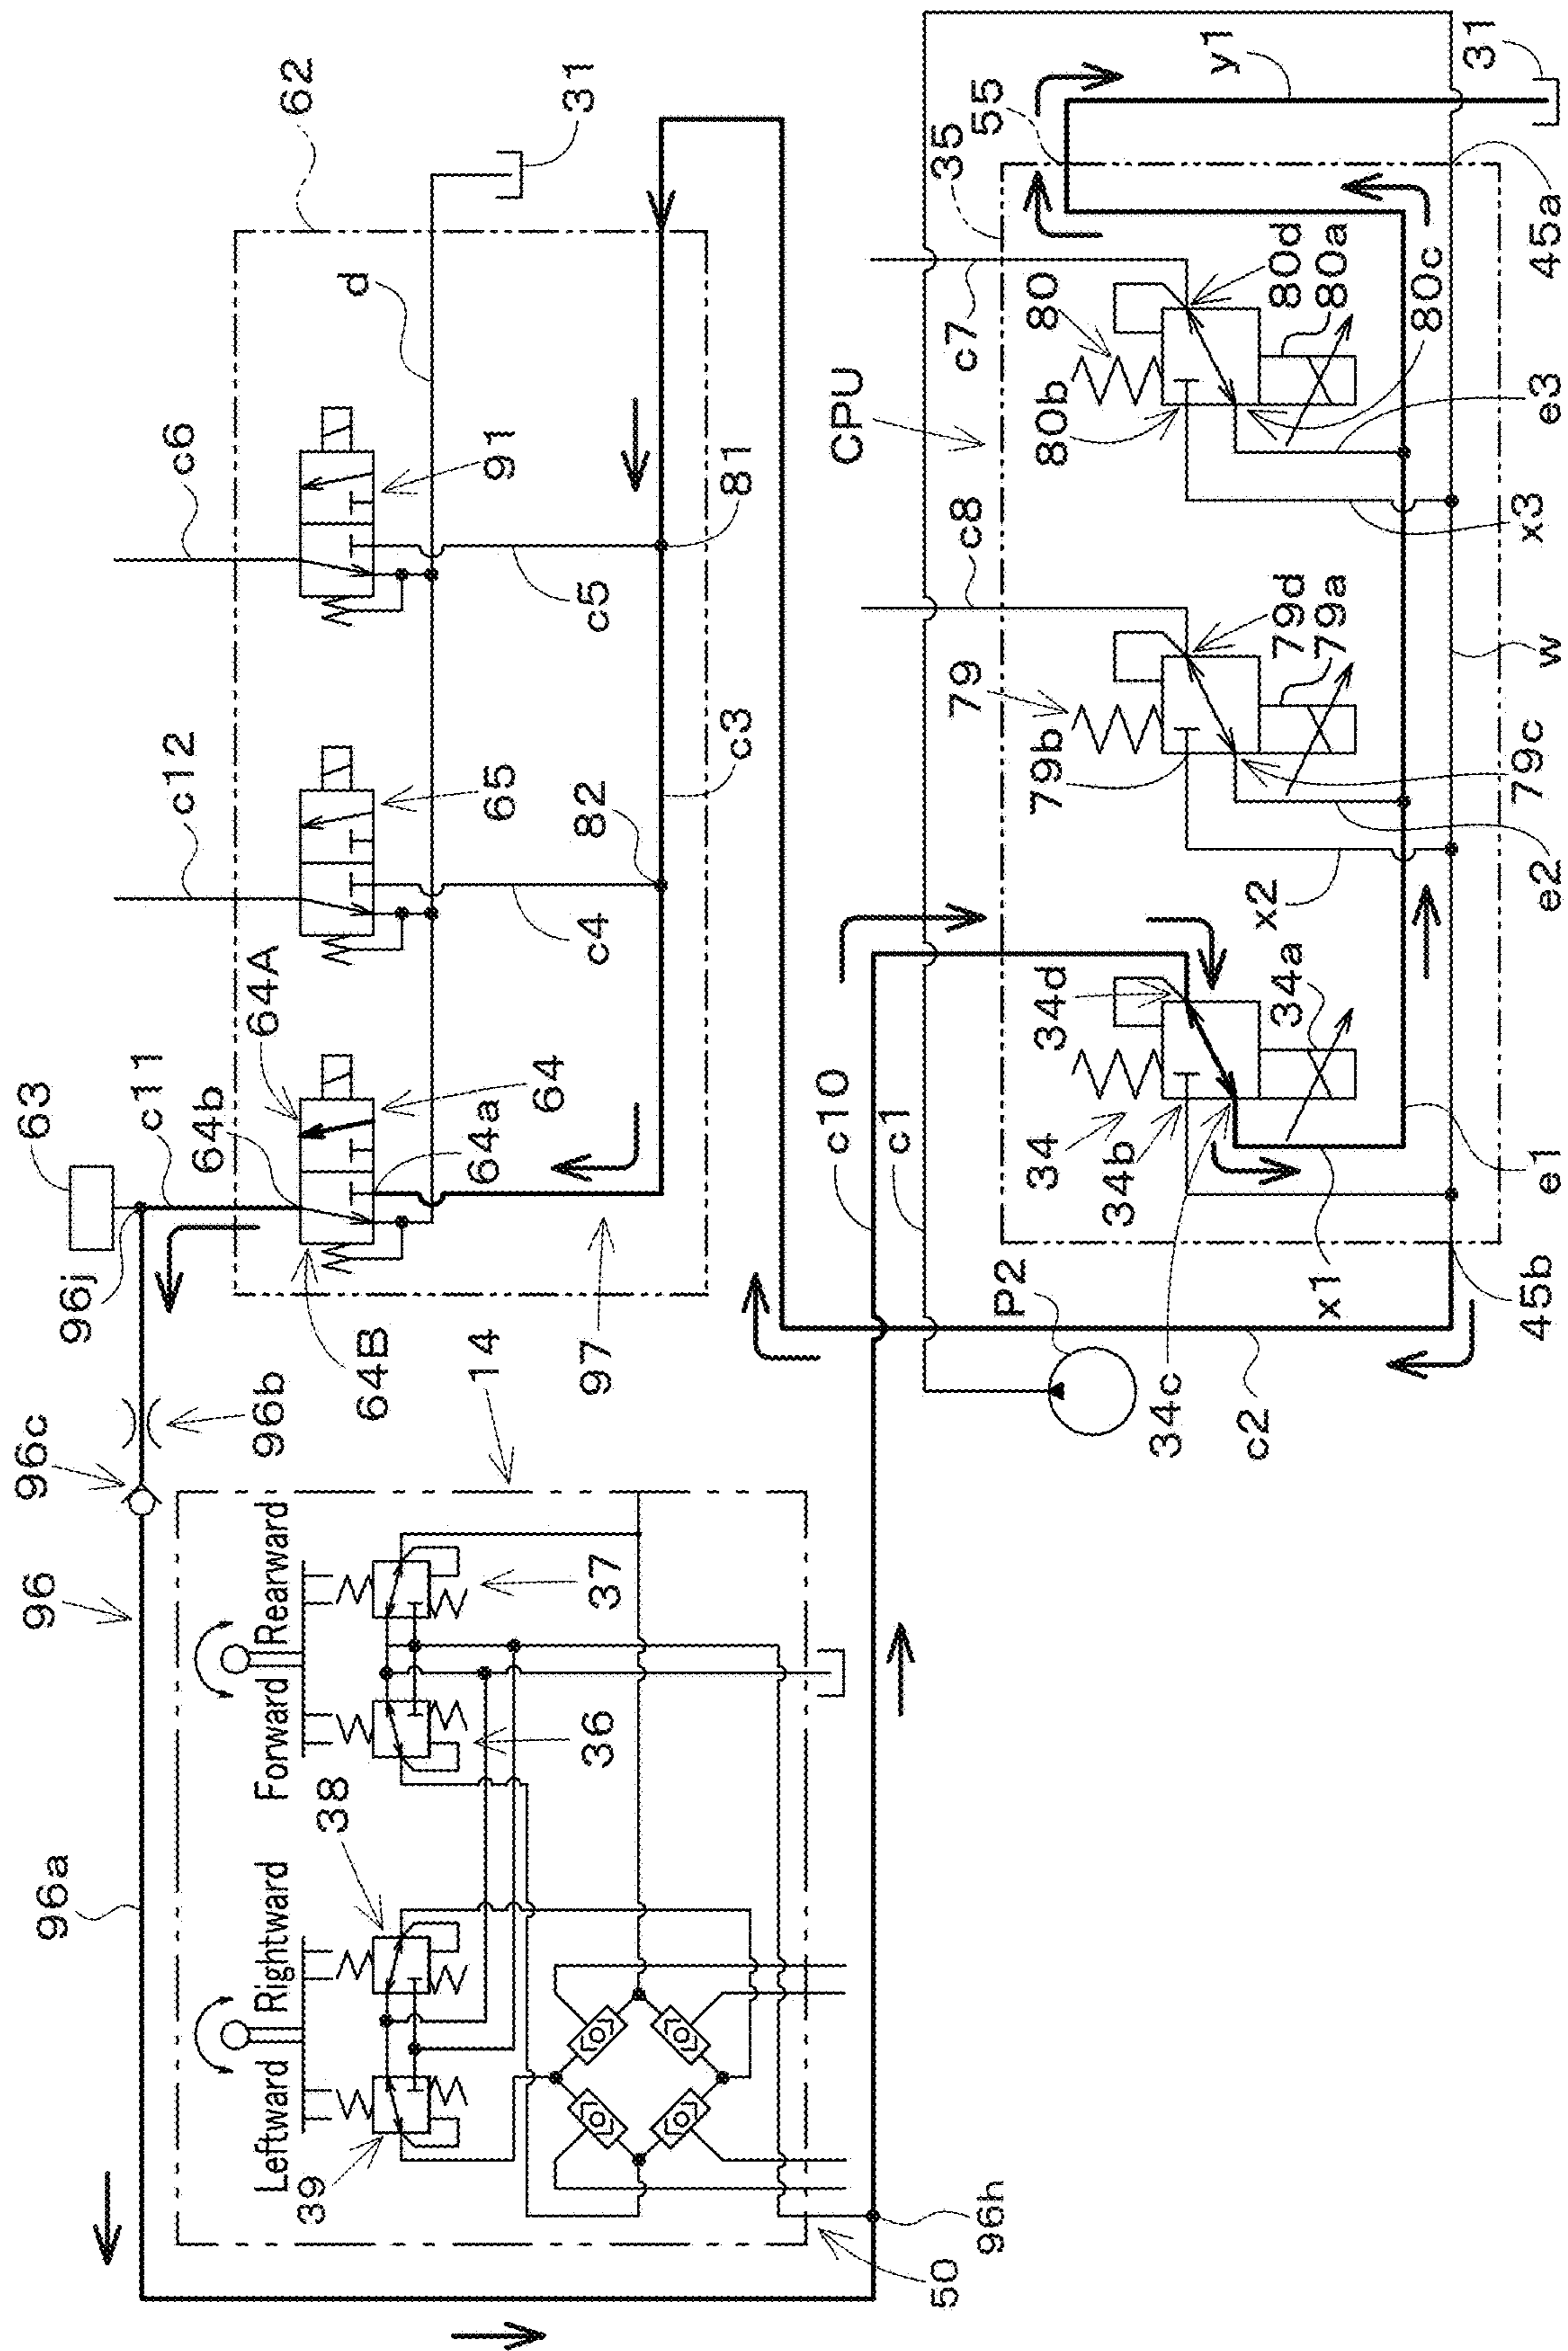 96
96a
96c
96b
96j
63
c11
64A
64b
64B
64
64a
97
c12
65
82
c4
c3
c6
91
81
c5
d
62
31
14
Leftward
Rightward
Forward
Rearward
39
38
36
37
50
96h
c10
c1
P2
c2
CPU
35
55
y1
31
c8
c7
34
34d
34a
34b
34c
79
79d
79a
79b
79c
80
80d
80a
80b
80c
x1
e1
x2
e2
w
x3
e3
45b
45a